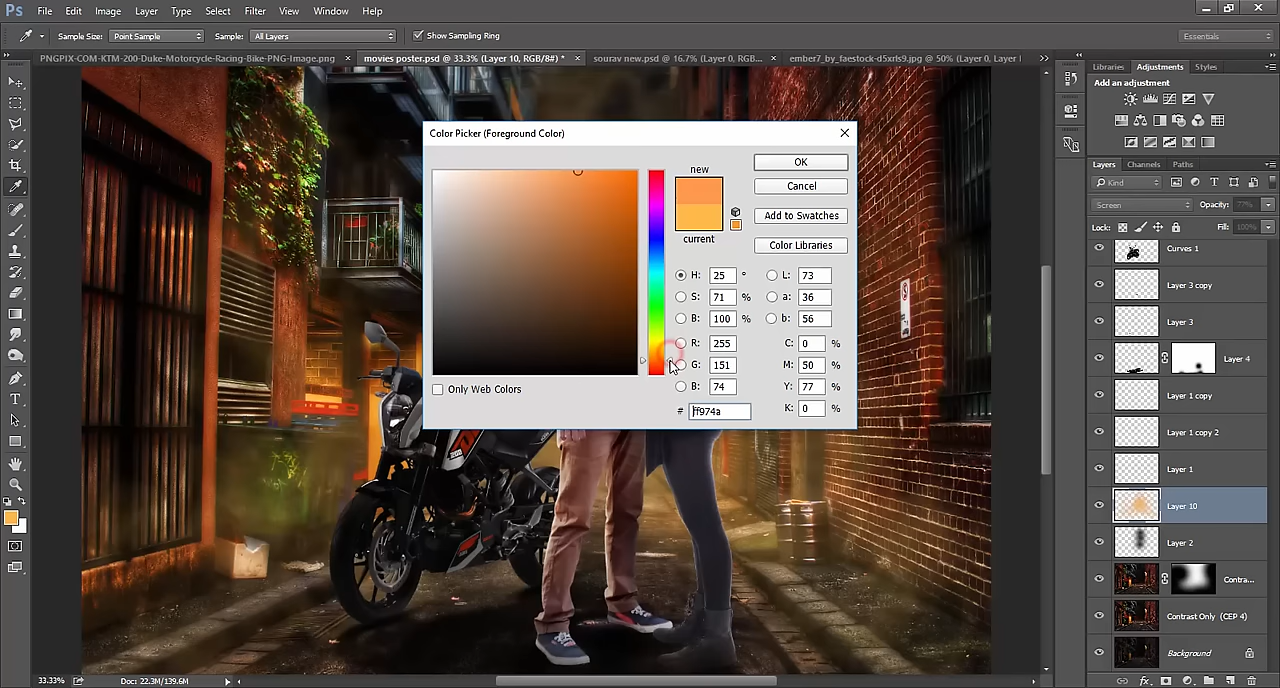 Ps File Edit Image Layer Type Select Filter View Window Help
Sample Size: Point Sample Sample: All Layers Show Sampling Ring Essentials
PNGPIX-COM-KTM-200-Duke-Motorcycle-Racing-Bike-PNG-Image.png movies poster.psd @ 33.3% (Layer 10, RGB/8#) * sourav new.psd @ 16.7% (Layer 0, RGB... ember7_by_faestock-d5xrls9.jpg @ 50% (Layer 0, Layer
Libraries Adjustments Styles
Add an adjustment
Layers Channels Paths
Kind
Screen Opacity: 77%
Lock: Fill: 100%
Curves 1
Layer 3 copy
Layer 3
Layer 4
Layer 1 copy
Layer 1 copy 2
Layer 1
Layer 10
Layer 2
Contra...
Contrast Only (CEP 4)
Background
Color Picker (Foreground Color)
new
current
OK
Cancel
Add to Swatches
Color Libraries
H: 25 ° L: 73
S: 71 % a: 36
B: 100 % b: 56
R: 255 C: 0 %
G: 151 M: 50 %
B: 74 Y: 77 %
# ff974a K: 0 %
Only Web Colors
200
33.33% Doc: 22.3M/139.6M